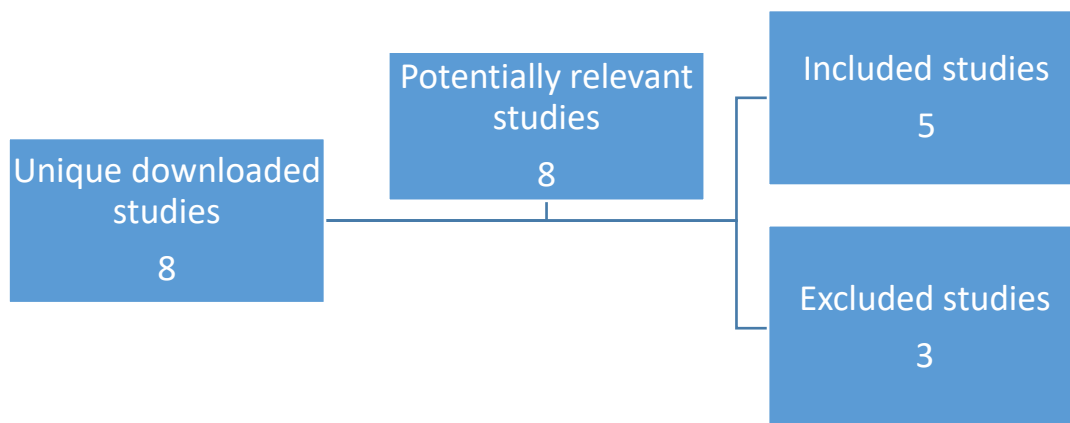 Unique downloaded
studies
8
Potentially relevant
studies
8
Included studies
5
Excluded studies
3